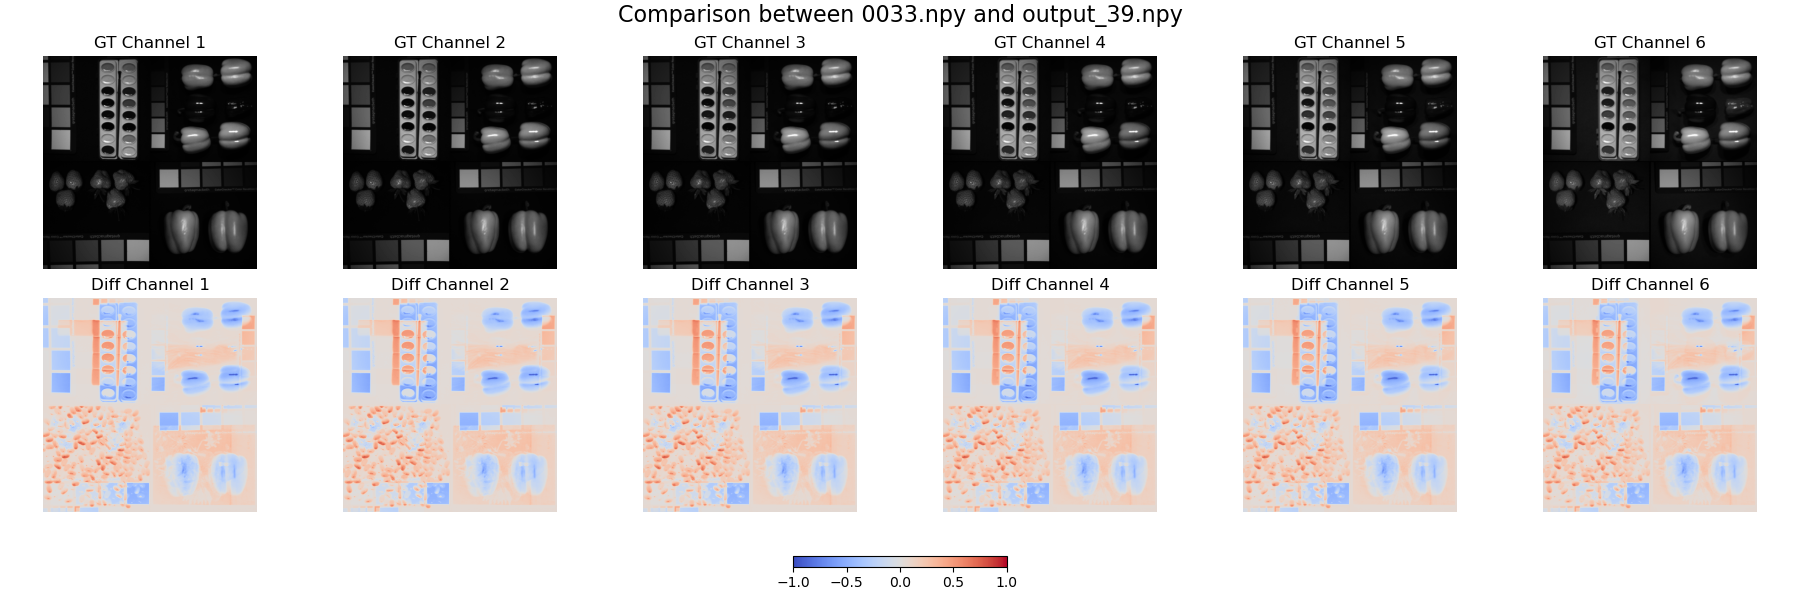 Comparison between 0033.npy and output_39.npy
GT Channel 1
GT Channel 2
GT Channel 3
GT Channel 4
GT Channel 5
GT Channel 6
Diff Channel 1
Diff Channel 2
Diff Channel 3
Diff Channel 4
Diff Channel 5
Diff Channel 6
−1.0 −0.5 0.0 0.5 1.0